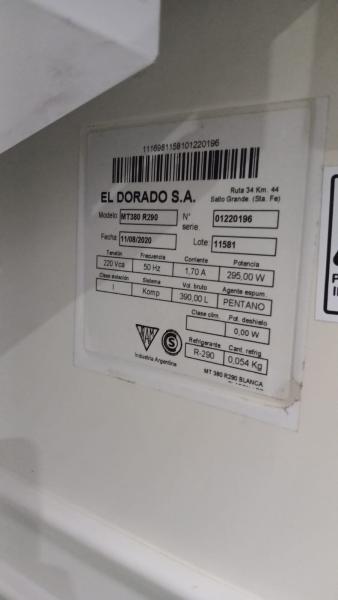 1116981158101220196
EL DORADO S.A.
Ruta 34 Km. 44
Salto Grande. (Sta. Fe)
Modelo: MT380 R290 N° serie. 01220196
Fecha: 11/08/2020 Lote: 11581
Tensión Frecuencia Corriente Potencia
220 Vca 50 Hz 1,70 A 295,00 W
Clase aislación Sistema Vol. bruto Agente espum
I Komp 390,00 L PENTANO
Clase clim. Pot. deshielo
0,00 W
Refrigerante Cant. refrig
R-290 0,054 Kg
IRAM S
Industria Argentina
MT 380 R290 BLANCA